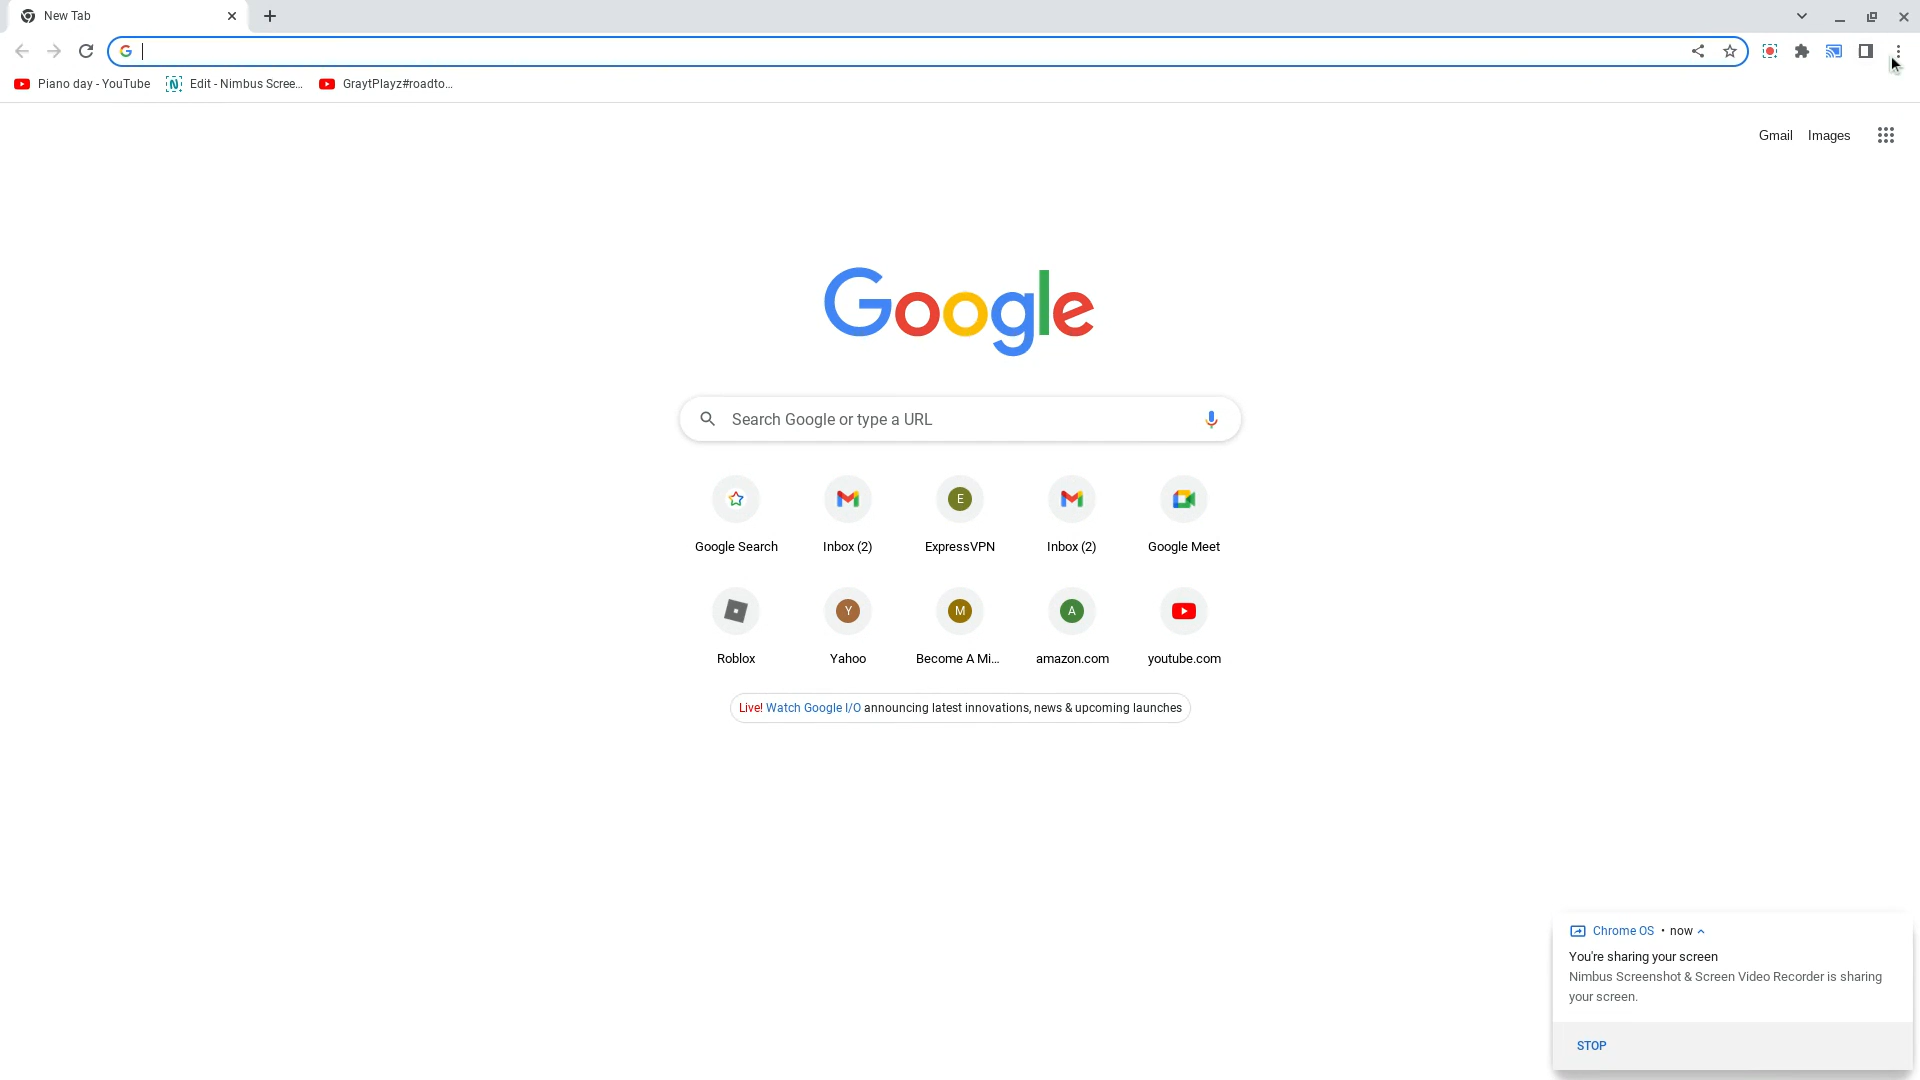 New Tab
Piano day - YouTube
Edit - Nimbus Scree...
GraytPlayz#roadto...
Gmail
Images
Google
Search Google or type a URL
Google Search
Inbox (2)
E
ExpressVPN
Inbox (2)
Google Meet
Roblox
Y
Yahoo
M
Become A Mi...
A
amazon.com
youtube.com
Live! Watch Google I/O announcing latest innovations, news & upcoming launches
Chrome OS • now
You're sharing your screen
Nimbus Screenshot & Screen Video Recorder is sharing
your screen.
STOP